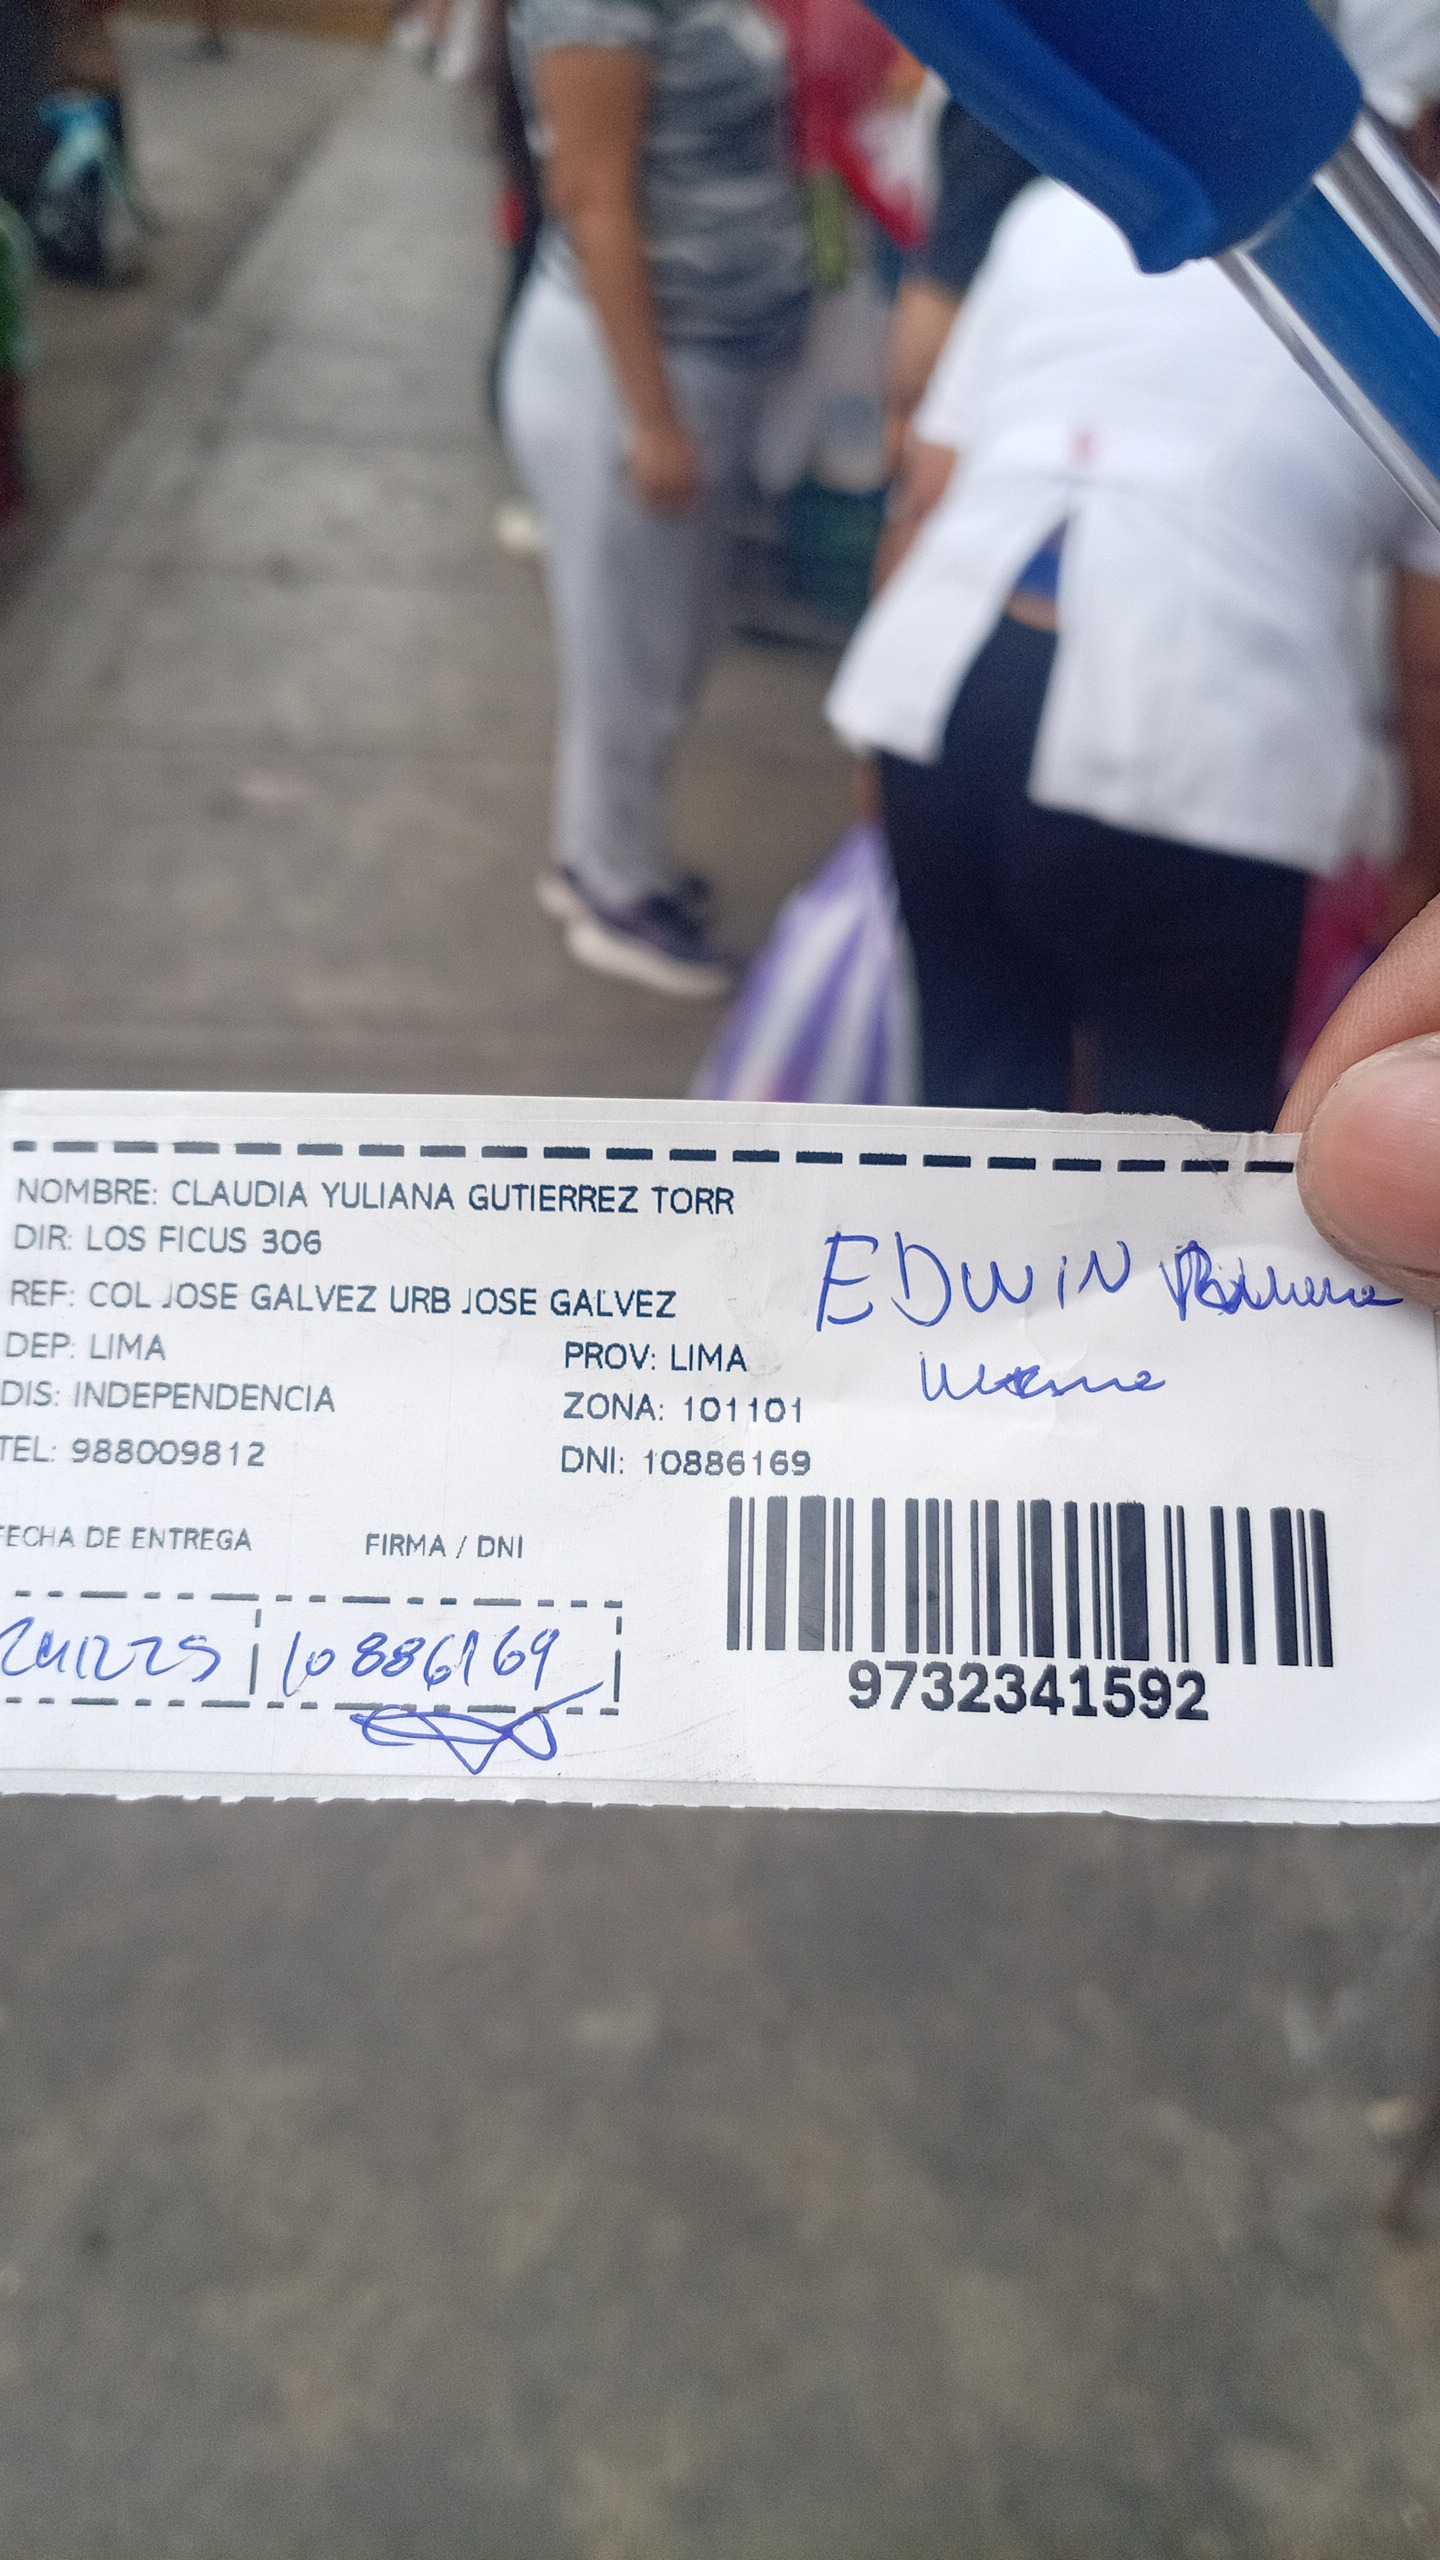 NOMBRE: CLAUDIA YULIANA GUTIERREZ TORR
DIR: LOS FICUS 306
REF: COL JOSE GALVEZ URB JOSE GALVEZ
DEP: LIMA PROV: LIMA
DIS: INDEPENDENCIA ZONA: 101101
TEL: 988009812 DNI: 10886169
EDWIN
FECHA DE ENTREGA FIRMA / DNI
241225 10886169
9732341592